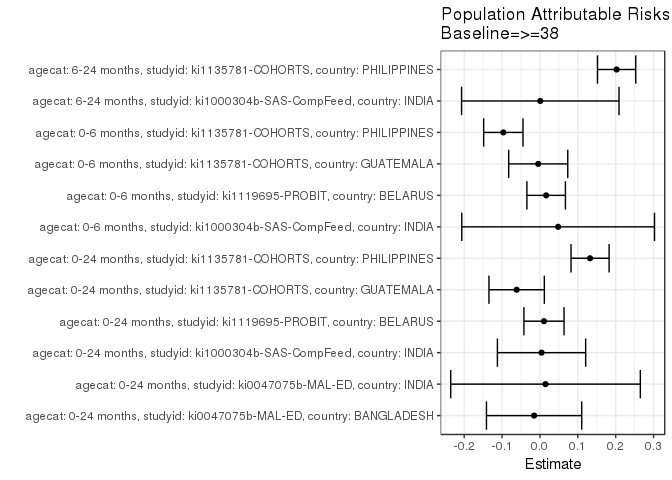 Population Attributable Risks
Baseline=>=38
agecat: 6-24 months, studyid: ki1135781-COHORTS, country: PHILIPPINES
agecat: 6-24 months, studyid: ki1000304b-SAS-CompFeed, country: INDIA
agecat: 0-6 months, studyid: ki1135781-COHORTS, country: PHILIPPINES
agecat: 0-6 months, studyid: ki1135781-COHORTS, country: GUATEMALA
agecat: 0-6 months, studyid: ki1119695-PROBIT, country: BELARUS
agecat: 0-6 months, studyid: ki1000304b-SAS-CompFeed, country: INDIA
agecat: 0-24 months, studyid: ki1135781-COHORTS, country: PHILIPPINES
agecat: 0-24 months, studyid: ki1135781-COHORTS, country: GUATEMALA
agecat: 0-24 months, studyid: ki1119695-PROBIT, country: BELARUS
agecat: 0-24 months, studyid: ki1000304b-SAS-CompFeed, country: INDIA
agecat: 0-24 months, studyid: ki0047075b-MAL-ED, country: INDIA
agecat: 0-24 months, studyid: ki0047075b-MAL-ED, country: BANGLADESH
-0.2 -0.1 0.0 0.1 0.2 0.3
Estimate